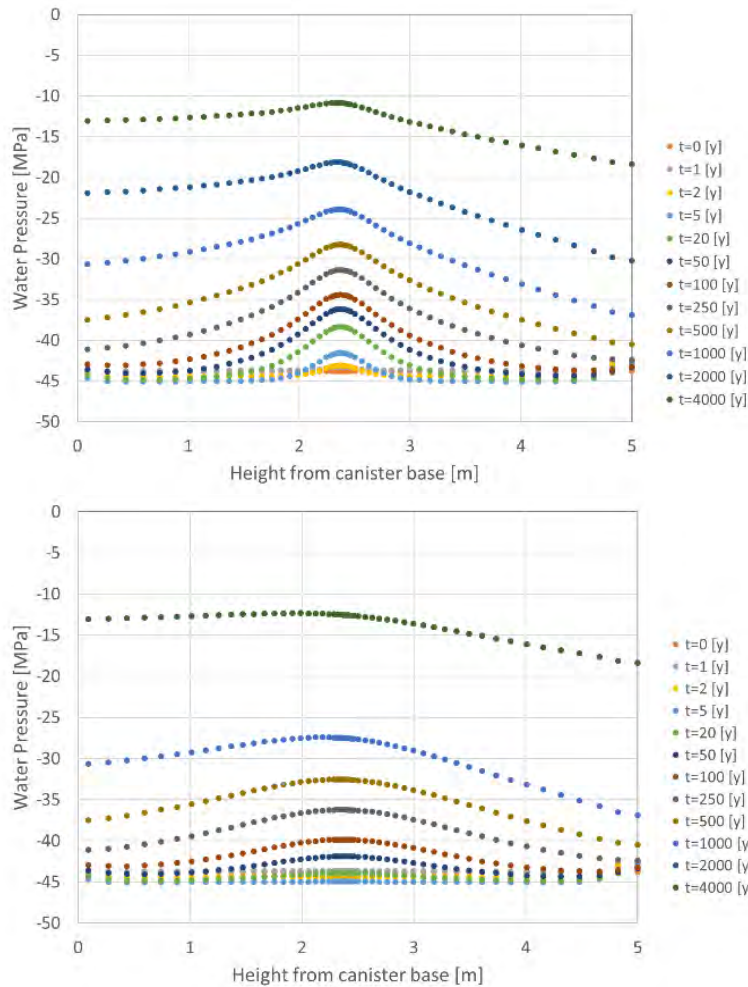 0
-5
-10
-15
-20
-25
-30
-35
-40
-45
-50
Water Pressure [MPa]
0 1 2 3 4 5
Height from canister base [m]
t=0 [y]
t=1 [y]
t=2 [y]
t=5 [y]
t=20 [y]
t=50 [y]
t=100 [y]
t=250 [y]
t=500 [y]
t=1000 [y]
t=2000 [y]
t=4000 [y]
0
-5
-10
-15
-20
-25
-30
-35
-40
-45
-50
Water Pressure [MPa]
0 1 2 3 4 5
Height from canister base [m]
t=0 [y]
t=1 [y]
t=2 [y]
t=5 [y]
t=20 [y]
t=50 [y]
t=100 [y]
t=250 [y]
t=500 [y]
t=1000 [y
t=2000 [y
t=4000 [y